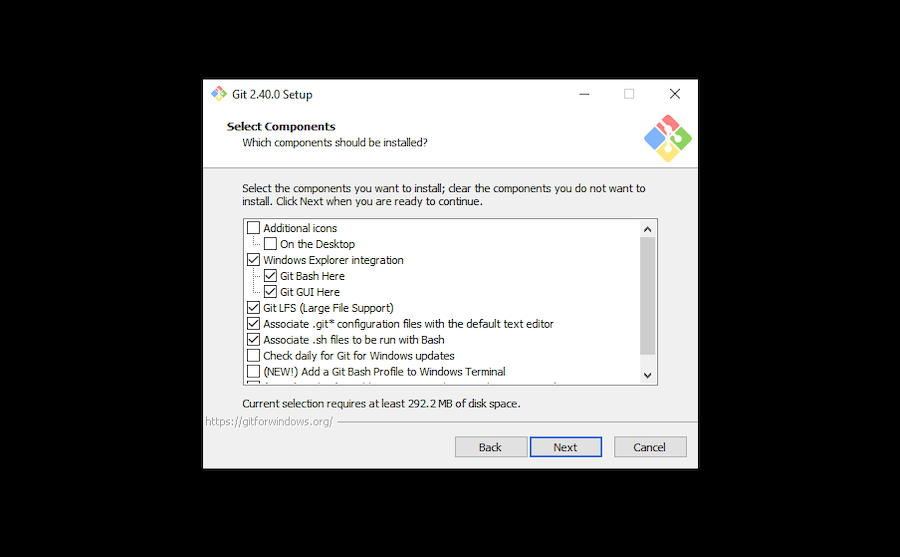 Git 2.40.0 Setup
Select Components
Which components should be installed?
Select the components you want to install; clear the components you do not want to
install. Click Next when you are ready to continue.
Additional icons
On the Desktop
Windows Explorer integration
Git Bash Here
Git GUI Here
Git LFS (Large File Support)
Associate .git* configuration files with the default text editor
Associate .sh files to be run with Bash
Check daily for Git for Windows updates
(NEW!) Add a Git Bash Profile to Windows Terminal
Current selection requires at least 292.2 MB of disk space.
https://gitforwindows.org/
Back Next Cancel